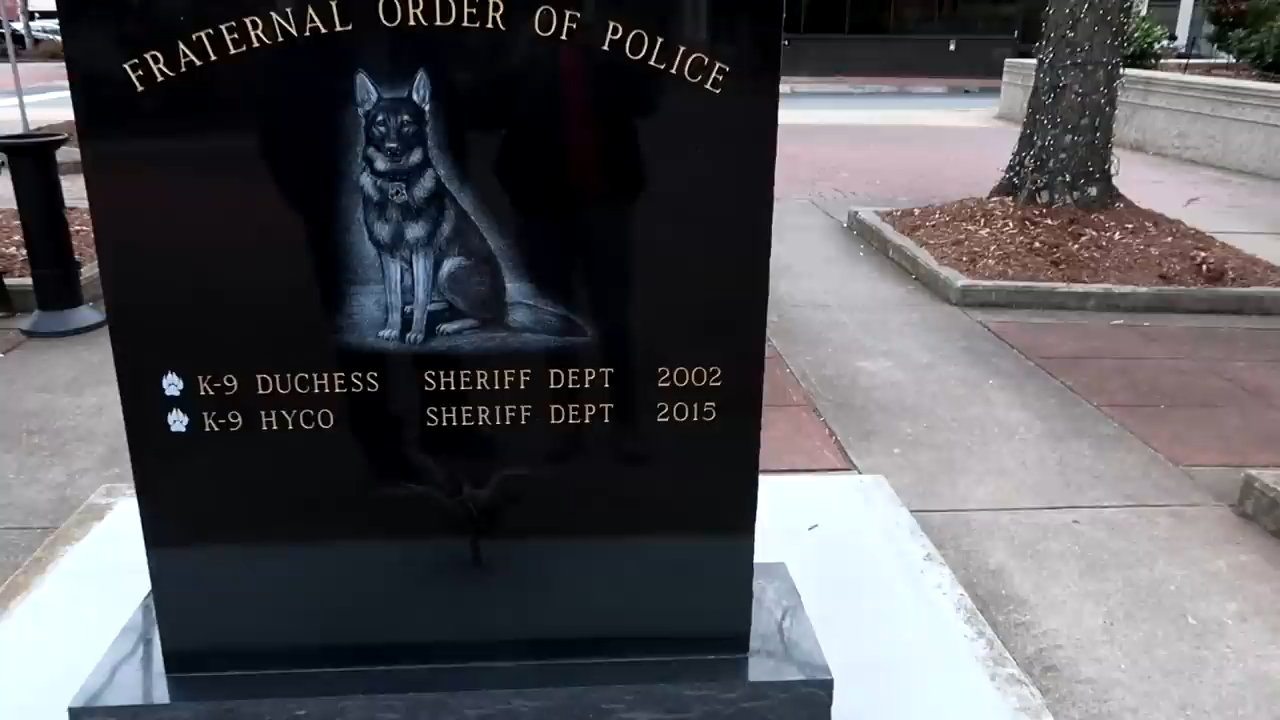 FRATERNAL ORDER OF POLICE
K-9 DUCHESS SHERIFF DEPT 2002
K-9 HYCO SHERIFF DEPT 2015